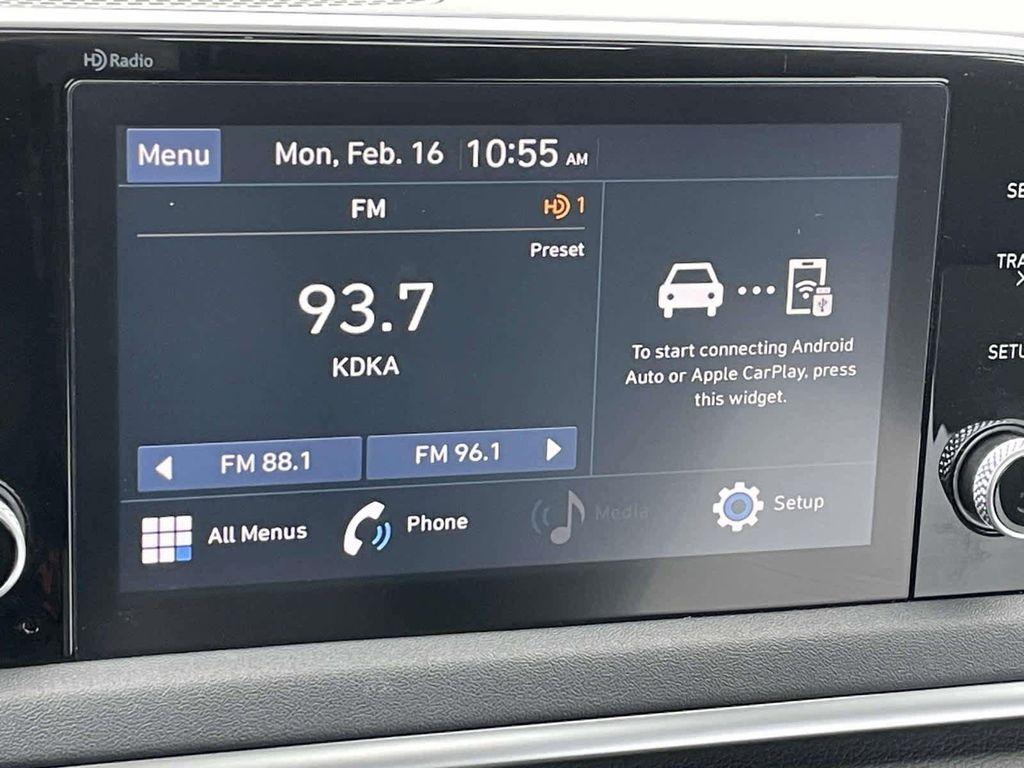 HD Radio
Menu
Mon, Feb. 16 10:55 AM
FM
HD 1
Preset
93.7
KDKA
FM 88.1
FM 96.1
To start connecting Android
Auto or Apple CarPlay, press
this widget.
All Menus
Phone
Media
Setup
SE
TRA
SETU